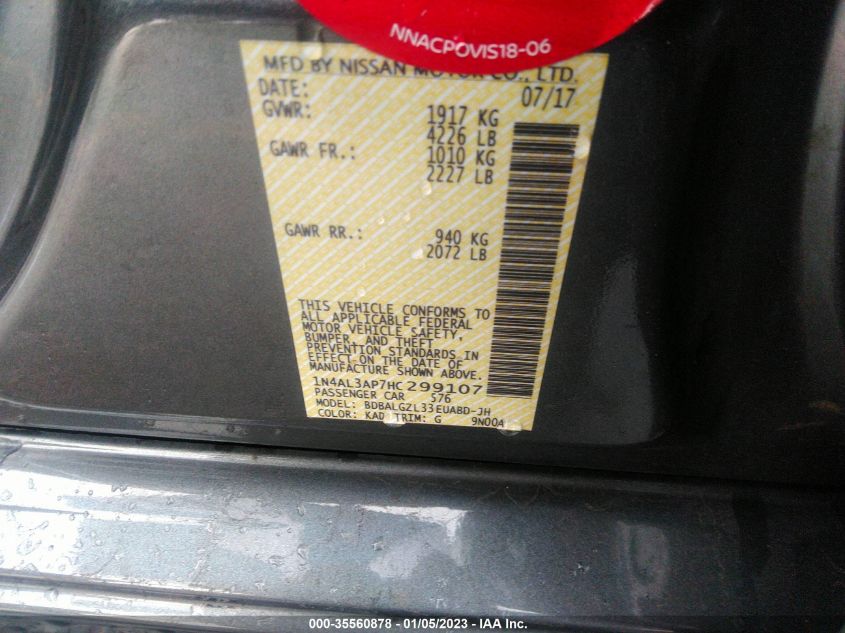 NNACPOVIS18-06
MFD BY NISSAN MOTOR CO., LTD.
DATE: 07/17
GVWR: 1917 KG
4226 LB
GAWR FR.: 1010 KG
2227 LB
GAWR RR.: 940 KG
2072 LB
THIS VEHICLE CONFORMS TO
ALL APPLICABLE FEDERAL
MOTOR VEHICLE SAFETY,
BUMPER, AND THEFT
PREVENTION STANDARDS IN
EFFECT ON THE DATE OF
MANUFACTURE SHOWN ABOVE.
1N4AL3AP7HC299107
PASSENGER CAR 576
MODEL: BDBALGZL33EUABD-JH
COLOR: KAD TRIM: G 9N00A
000-35560878 - 01/05/2023 - IAA Inc.